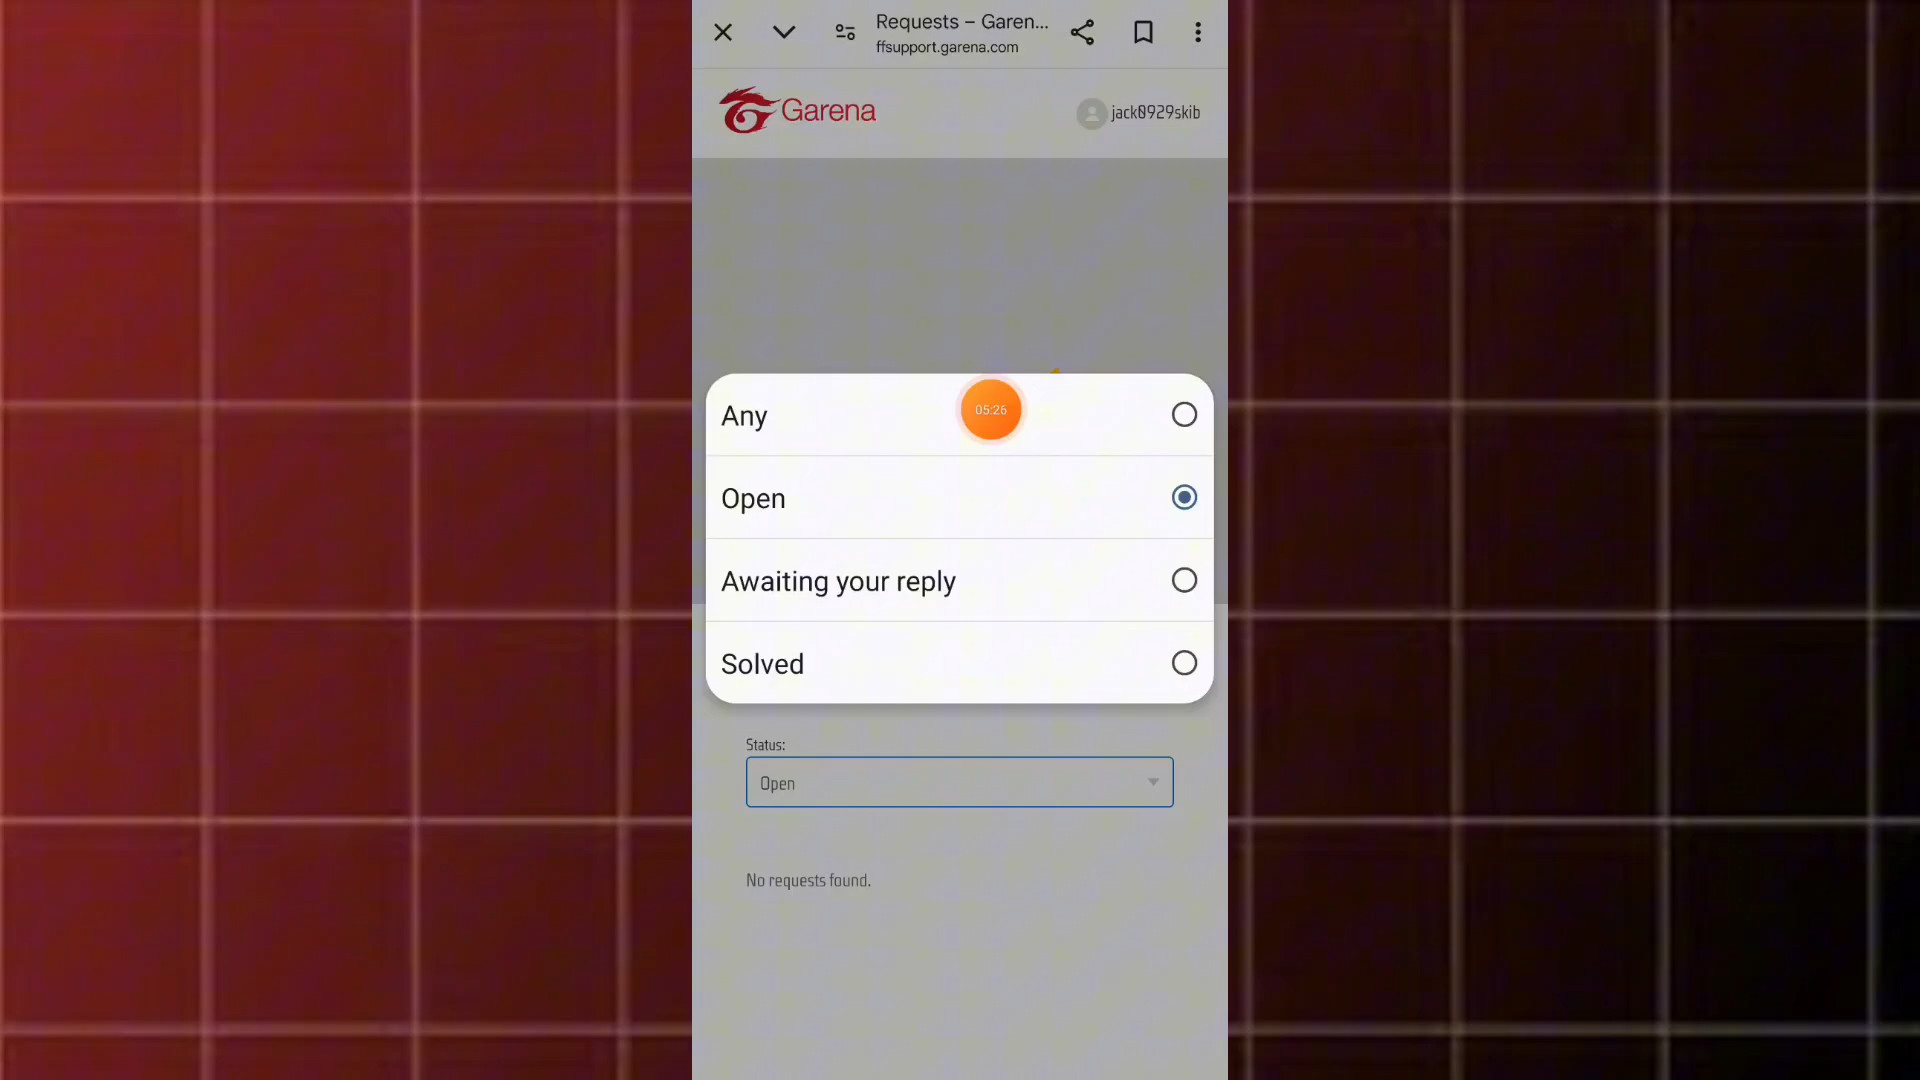 Requests – Garen...
ffsupport.garena.com
Garena
jack0929skib
Any
05:26
Open
Awaiting your reply
Solved
Status:
Open
No requests found.